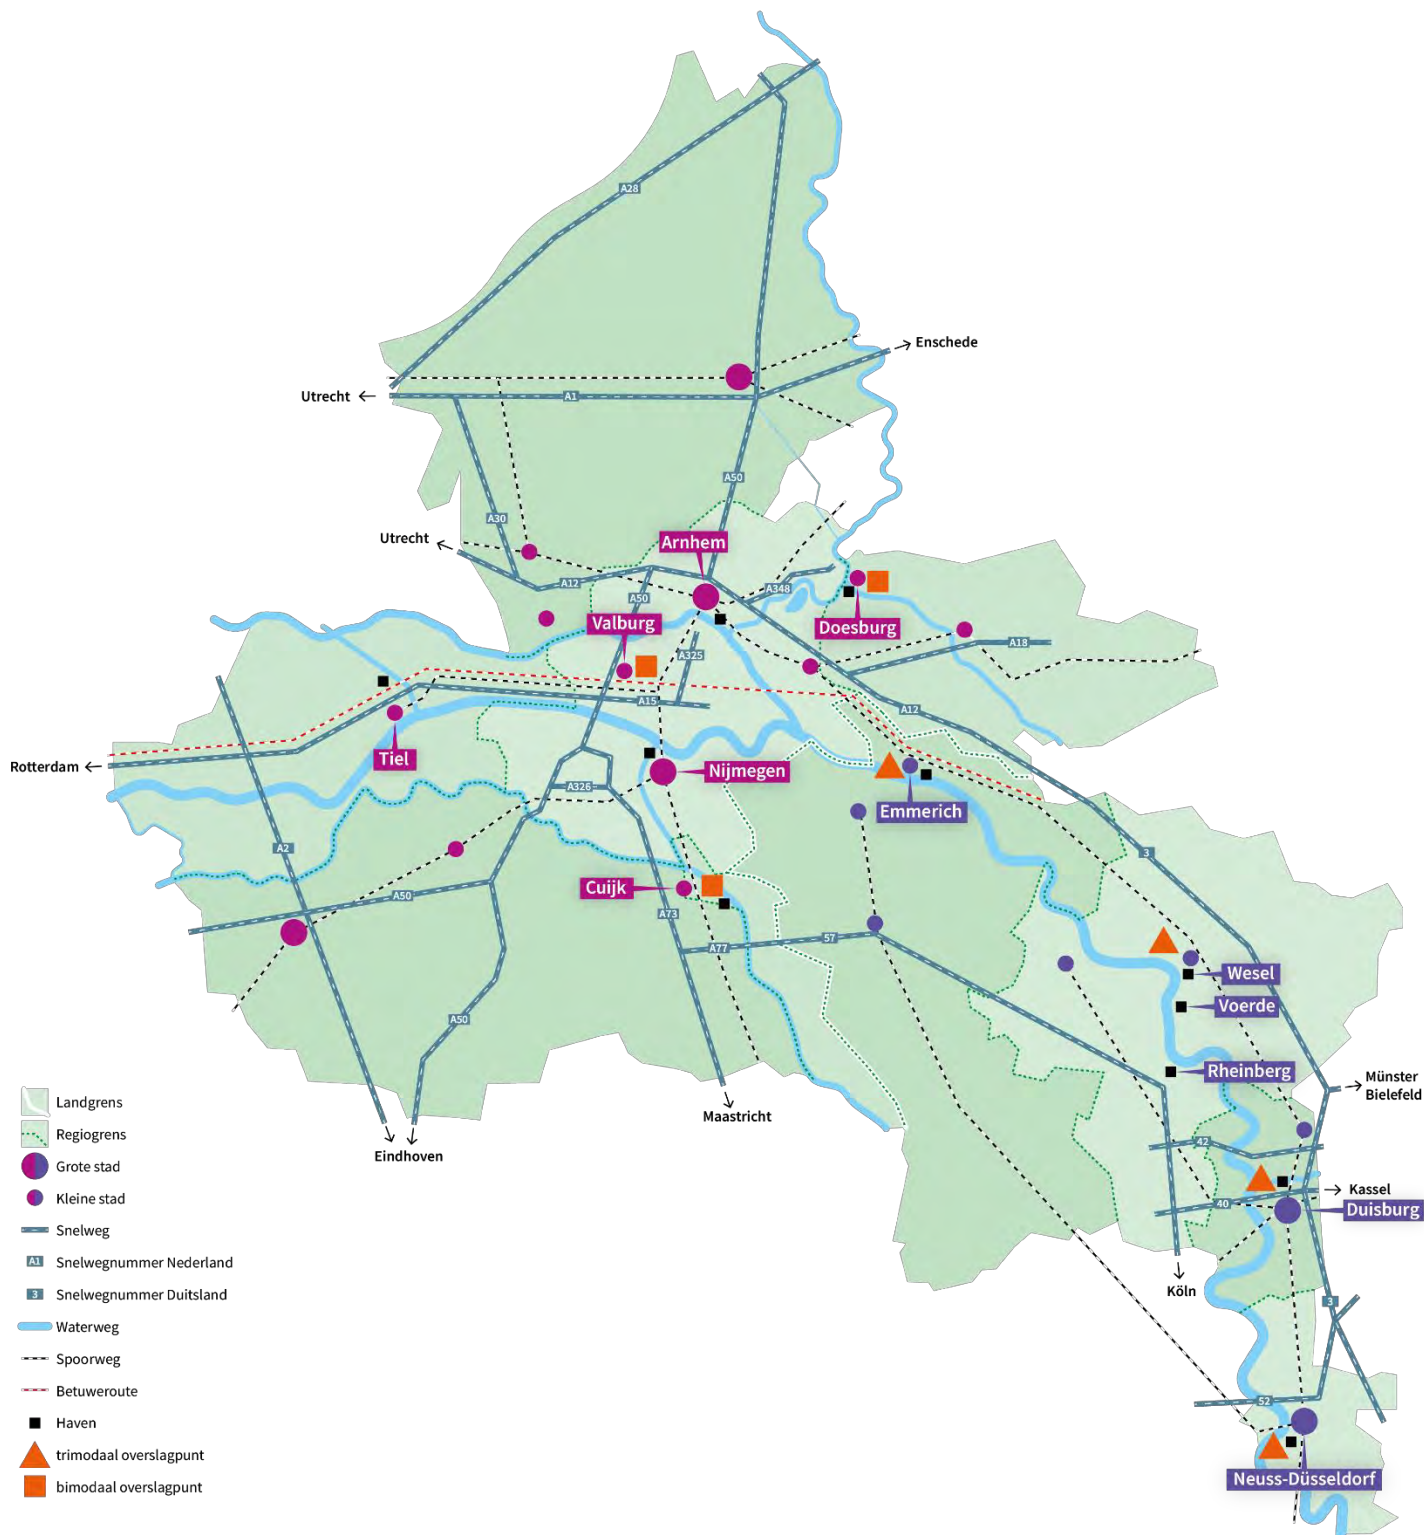 A28
Enschede
Utrecht
A1
A50
A30
Utrecht
Arnhem
A12
A50
A348
Valburg
Doesburg
A325
A18
A15
A12
Rotterdam
Tiel
Nijmegen
A326
Emmerich
A2
3
Cuijk
A50
A73
A77
57
Wesel
Voerde
A50
Rheinberg
Münster
Bielefeld
Maastricht
Eindhoven
42
Kassel
40
Duisburg
Köln
3
52
Neuss-Düsseldorf
Landgrens
Regiogrens
Grote stad
Kleine stad
Snelweg
A1
Snelwegnummer Nederland
3
Snelwegnummer Duitsland
Waterweg
Spoorweg
Betuweroute
Haven
trimodaal overslagpunt
bimodaal overslagpunt